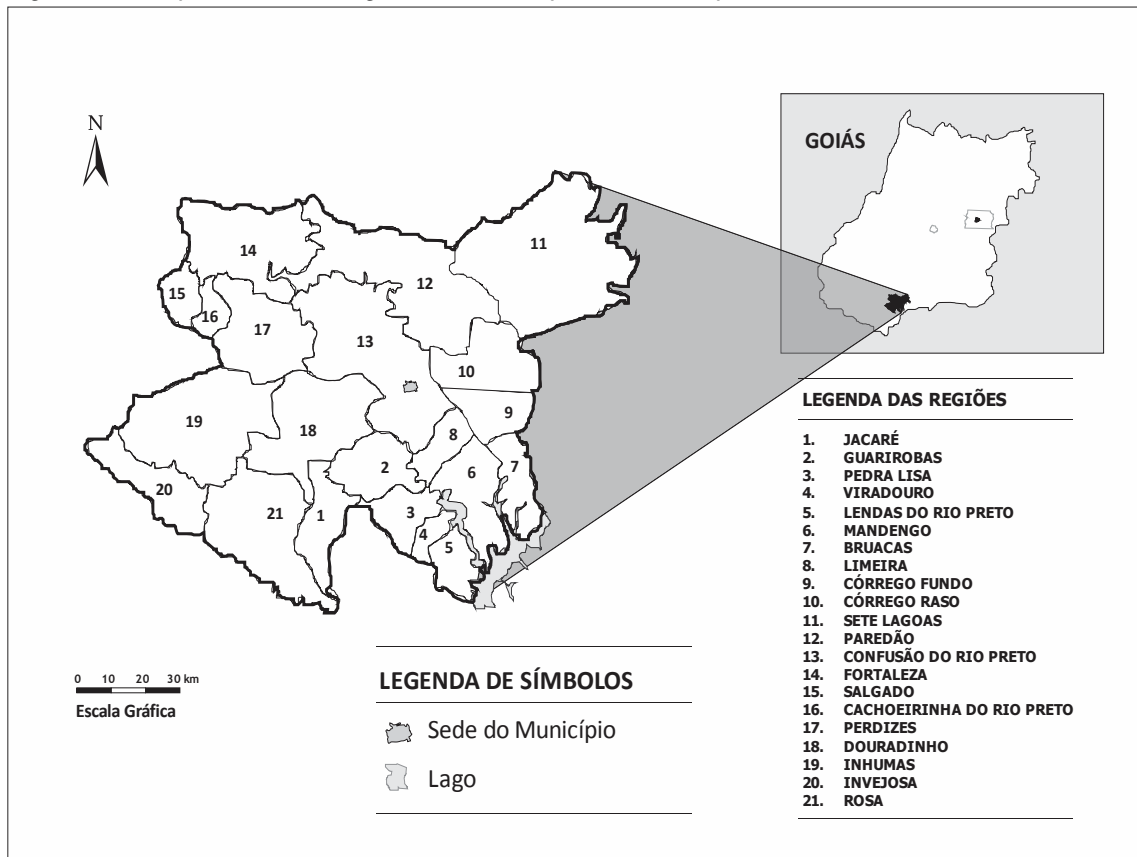 N
GOIÁS
11
14
12
15
16
17
13
10
9
19
18
8
2
6
7
20
21
1
3
4
5
0 10 20 30 km
Escala Gráfica
LEGENDA DE SÍMBOLOS
Sede do Município
Lago
LEGENDA DAS REGIÕES
1. JACARÉ
2. GUARIROBAS
3. PEDRA LISA
4. VIRADOURO
5. LENDAS DO RIO PRETO
6. MANDENGO
7. BRUACAS
8. LIMEIRA
9. CÓRREGO FUNDO
10. CÓRREGO RASO
11. SETE LAGOAS
12. PAREDÃO
13. CONFUSÃO DO RIO PRETO
14. FORTALEZA
15. SALGADO
16. CACHOEIRINHA DO RIO PRETO
17. PERDIZES
18. DOURADINHO
19. INHUMAS
20. INVEJOSA
21. ROSA